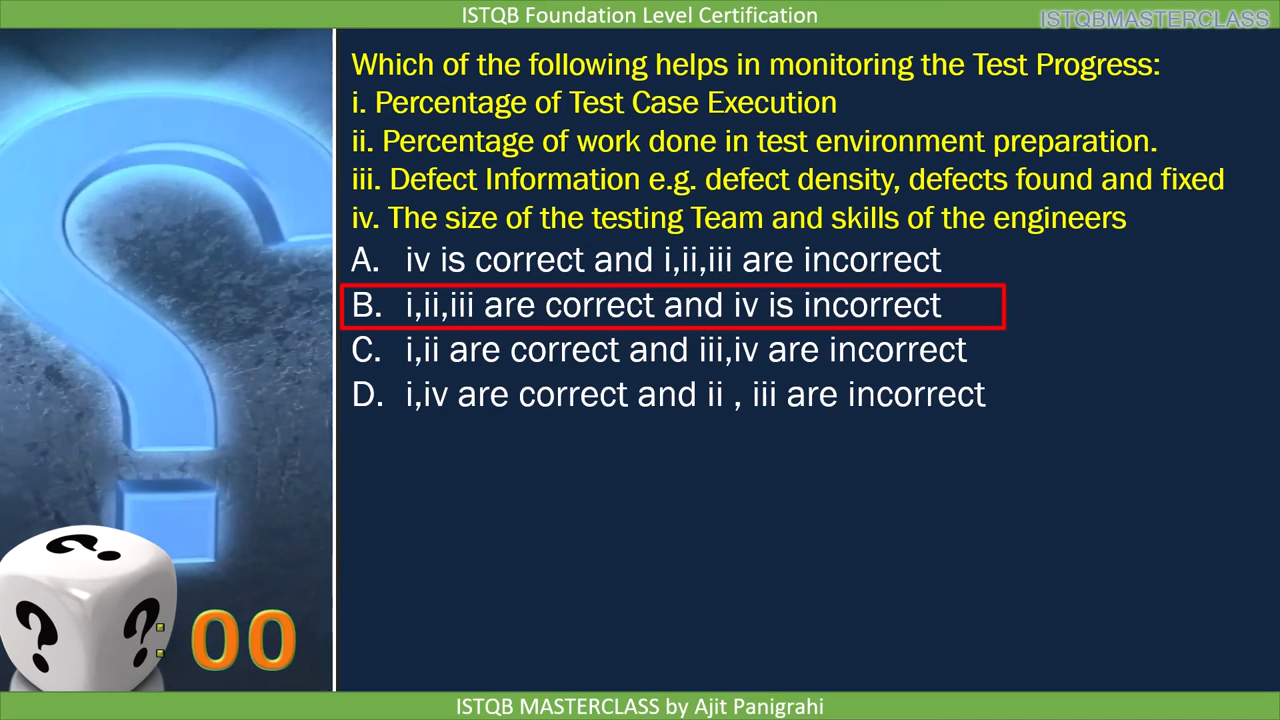 ISTQB Foundation Level Certification
ISTQBMASTERCLASS
Which of the following helps in monitoring the Test Progress:
i. Percentage of Test Case Execution
ii. Percentage of work done in test environment preparation.
iii. Defect Information e.g. defect density, defects found and fixed
iv. The size of the testing Team and skills of the engineers
A. iv is correct and i,ii,iii are incorrect
B. i,ii,iii are correct and iv is incorrect
C. i,ii are correct and iii,iv are incorrect
D. i,iv are correct and ii , iii are incorrect
? ? ?
: 00
ISTQB MASTERCLASS by Ajit Panigrahi